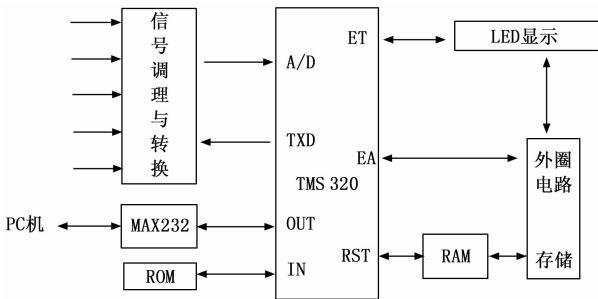 信号调理与转换
A/D
TXD
TMS 320
OUT
IN
ET
EA
RST
LED显示
外圈
电路
存储
PC机
MAX232
ROM
RAM